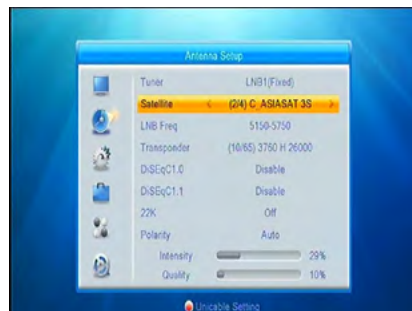 Antenna Setup
Tuner LNB1(Fixed)
Satellite (2/4) C_ASIASAT 3S
LNB Freq 5150-5750
Transponder (10/65) 3750 H 26000
DiSEqC1.0 Disable
DiSEqC1.1 Disable
22K Off
Polarity Auto
Intensity 29%
Quality 10%
Unicable Setting